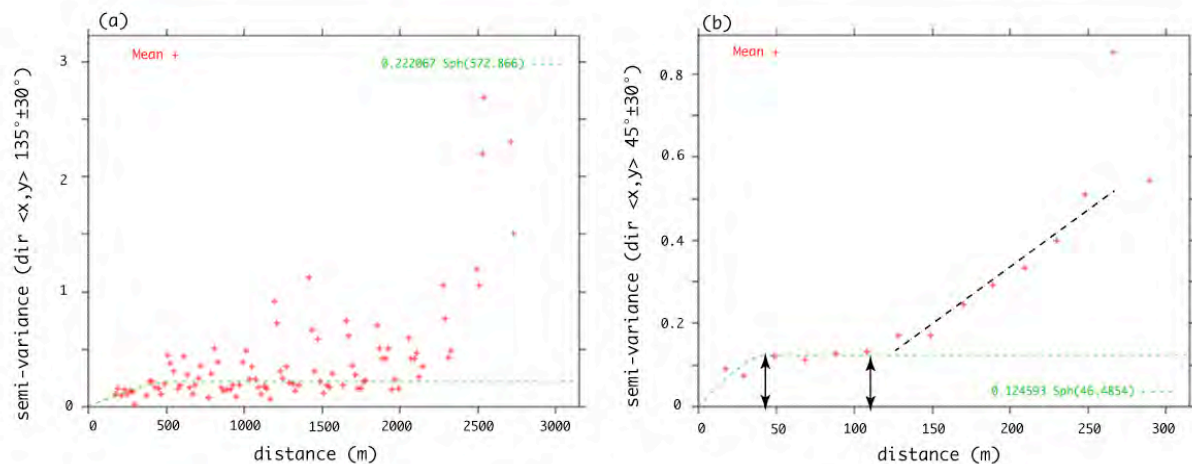 (a)
semi-variance (dir <x,y> 135°±30°)
3
2
1
0
Mean +
0.222067 Sph(572.866)
0 500 1000 1500 2000 2500 3000
distance (m)
(b)
semi-variance (dir <x,y> 45°±30°)
0.8
0.6
0.4
0.2
0
Mean +
0.124593 Sph(46.4854)
0 50 100 150 200 250 300
distance (m)